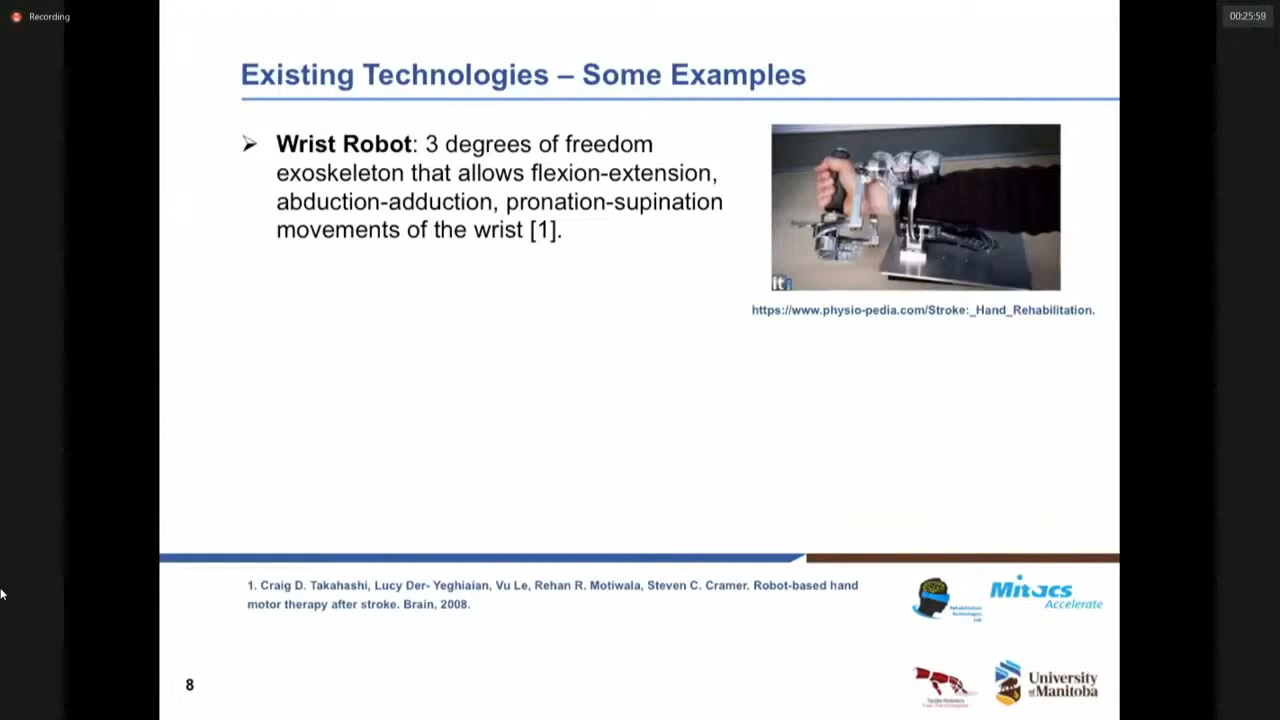 Recording
00:25:59
Existing Technologies – Some Examples
Wrist Robot: 3 degrees of freedom
exoskeleton that allows flexion-extension,
abduction-adduction, pronation-supination
movements of the wrist [1].
https://www.physio-pedia.com/Stroke:_Hand_Rehabilitation.
1. Craig D. Takahashi, Lucy Der- Yeghiaian, Vu Le, Rehan R. Motiwala, Steven C. Cramer. Robot-based hand
motor therapy after stroke. Brain, 2008.
Rehabilitation
Technologies
Lab
Mitacs
Accelerate
8
University
of Manitoba